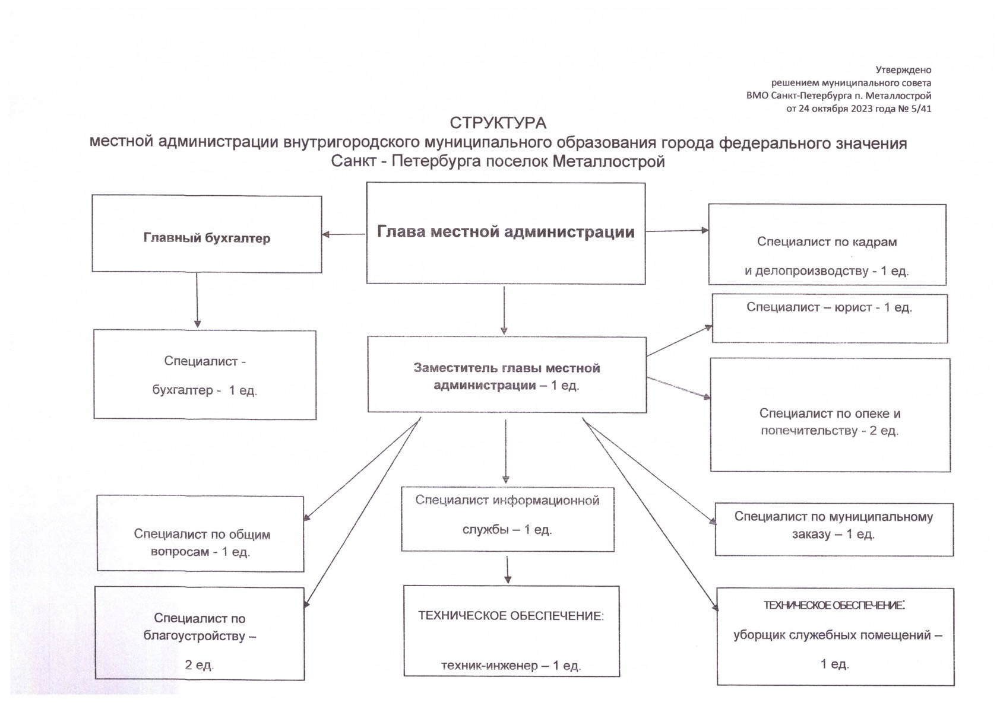 Утверждено
решением муниципального совета
ВМО Санкт-Петербурга п. Металлострой
от 24 октября 2023 года № 5/41
СТРУКТУРА
местной администрации внутригородского муниципального образования города федерального значения
Санкт - Петербурга поселок Металлострой
Главный бухгалтер
Глава местной администрации
Специалист по кадрам
и делопроизводству - 1 ед.
Специалист – юрист - 1 ед.
Специалист -
бухгалтер - 1 ед.
Заместитель главы местной
администрации – 1 ед.
Специалист по опеке и
попечительству - 2 ед.
Специалист по общим
вопросам - 1 ед.
Специалист информационной
службы – 1 ед.
Специалист по муниципальному
заказу – 1 ед.
Специалист по
благоустройству –
2 ед.
ТЕХНИЧЕСКОЕ ОБЕСПЕЧЕНИЕ:
техник-инженер – 1 ед.
ТЕХНИЧЕСКОЕ ОБЕСПЕЧЕНИЕ:
уборщик служебных помещений –
1 ед.